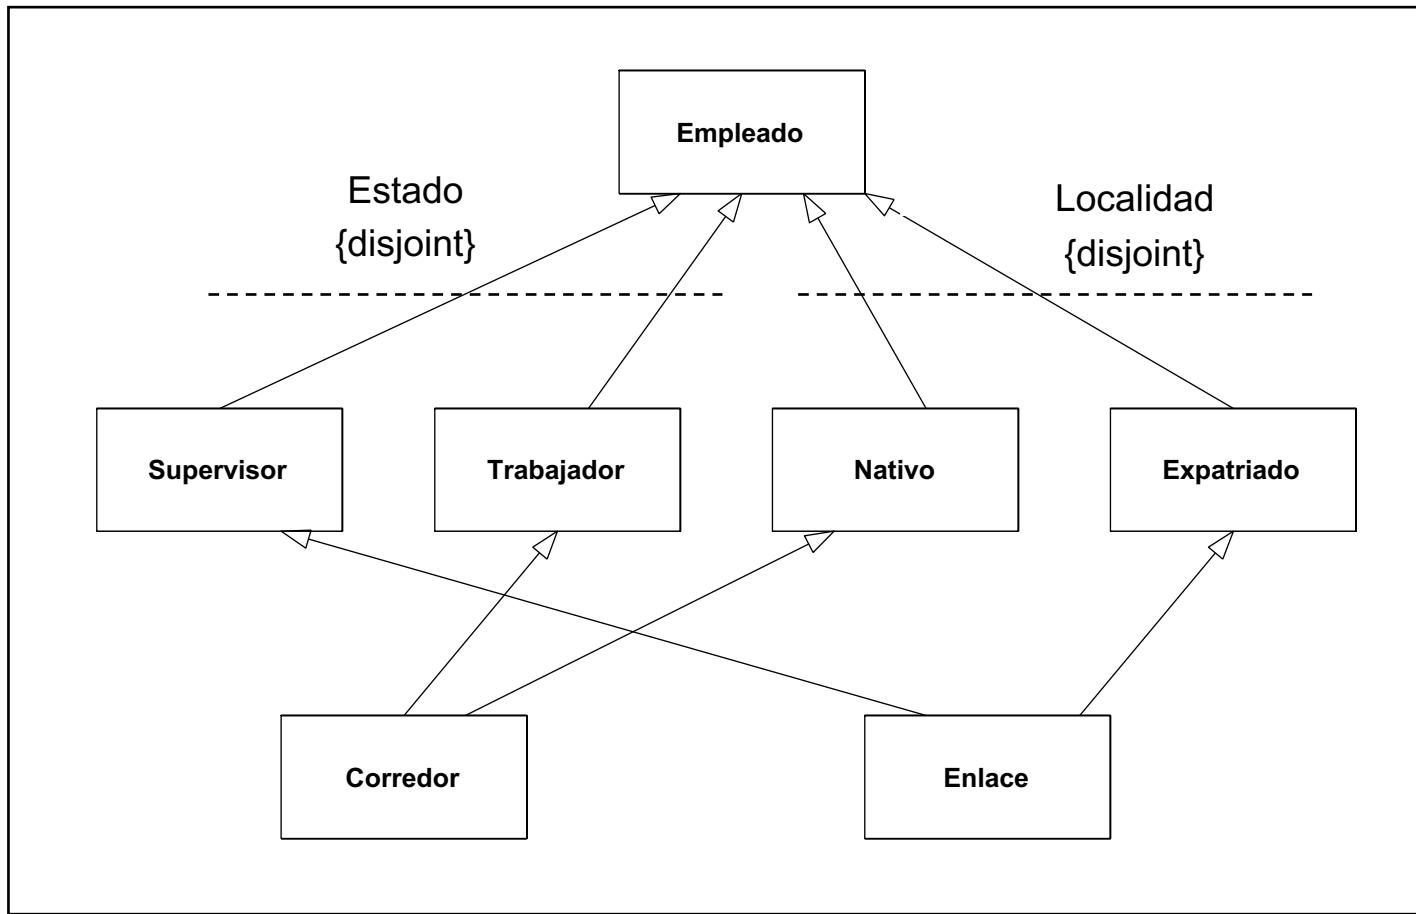 Empleado
Estado
{disjoint}
Localidad
{disjoint}
Supervisor
Trabajador
Nativo
Expatriado
Corredor
Enlace